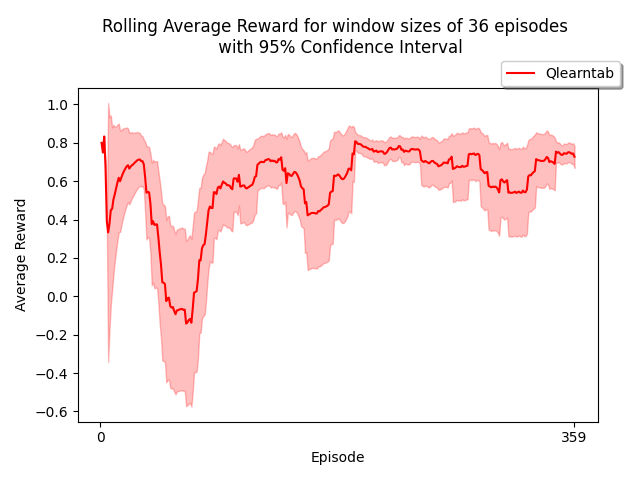 Rolling Average Reward for window sizes of 36 episodes
with 95% Confidence Interval
Qlearntab
Average Reward
1.0
0.8
0.6
0.4
0.2
0.0
−0.2
−0.4
−0.6
0
359
Episode